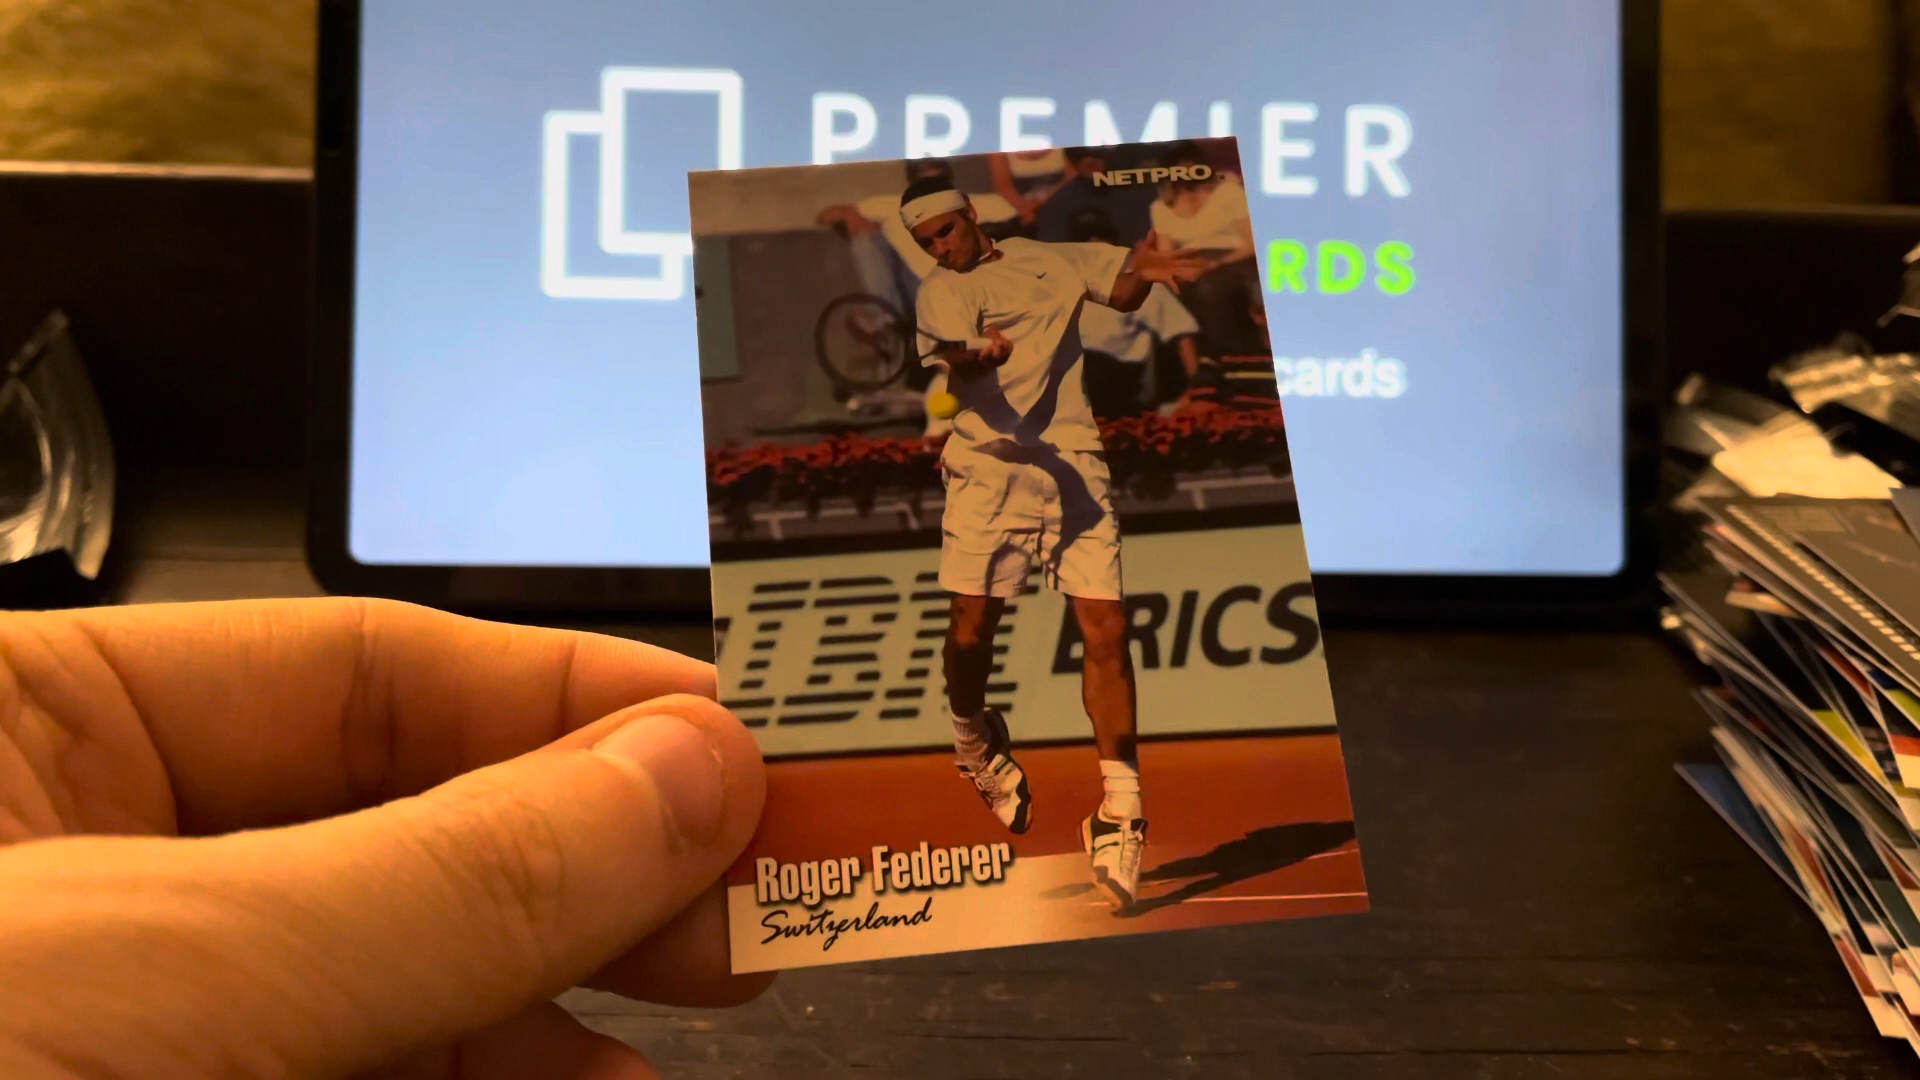 PREMIER
RDS
cards
NETPRO
IBM ERICS
Roger Federer
Switzerland